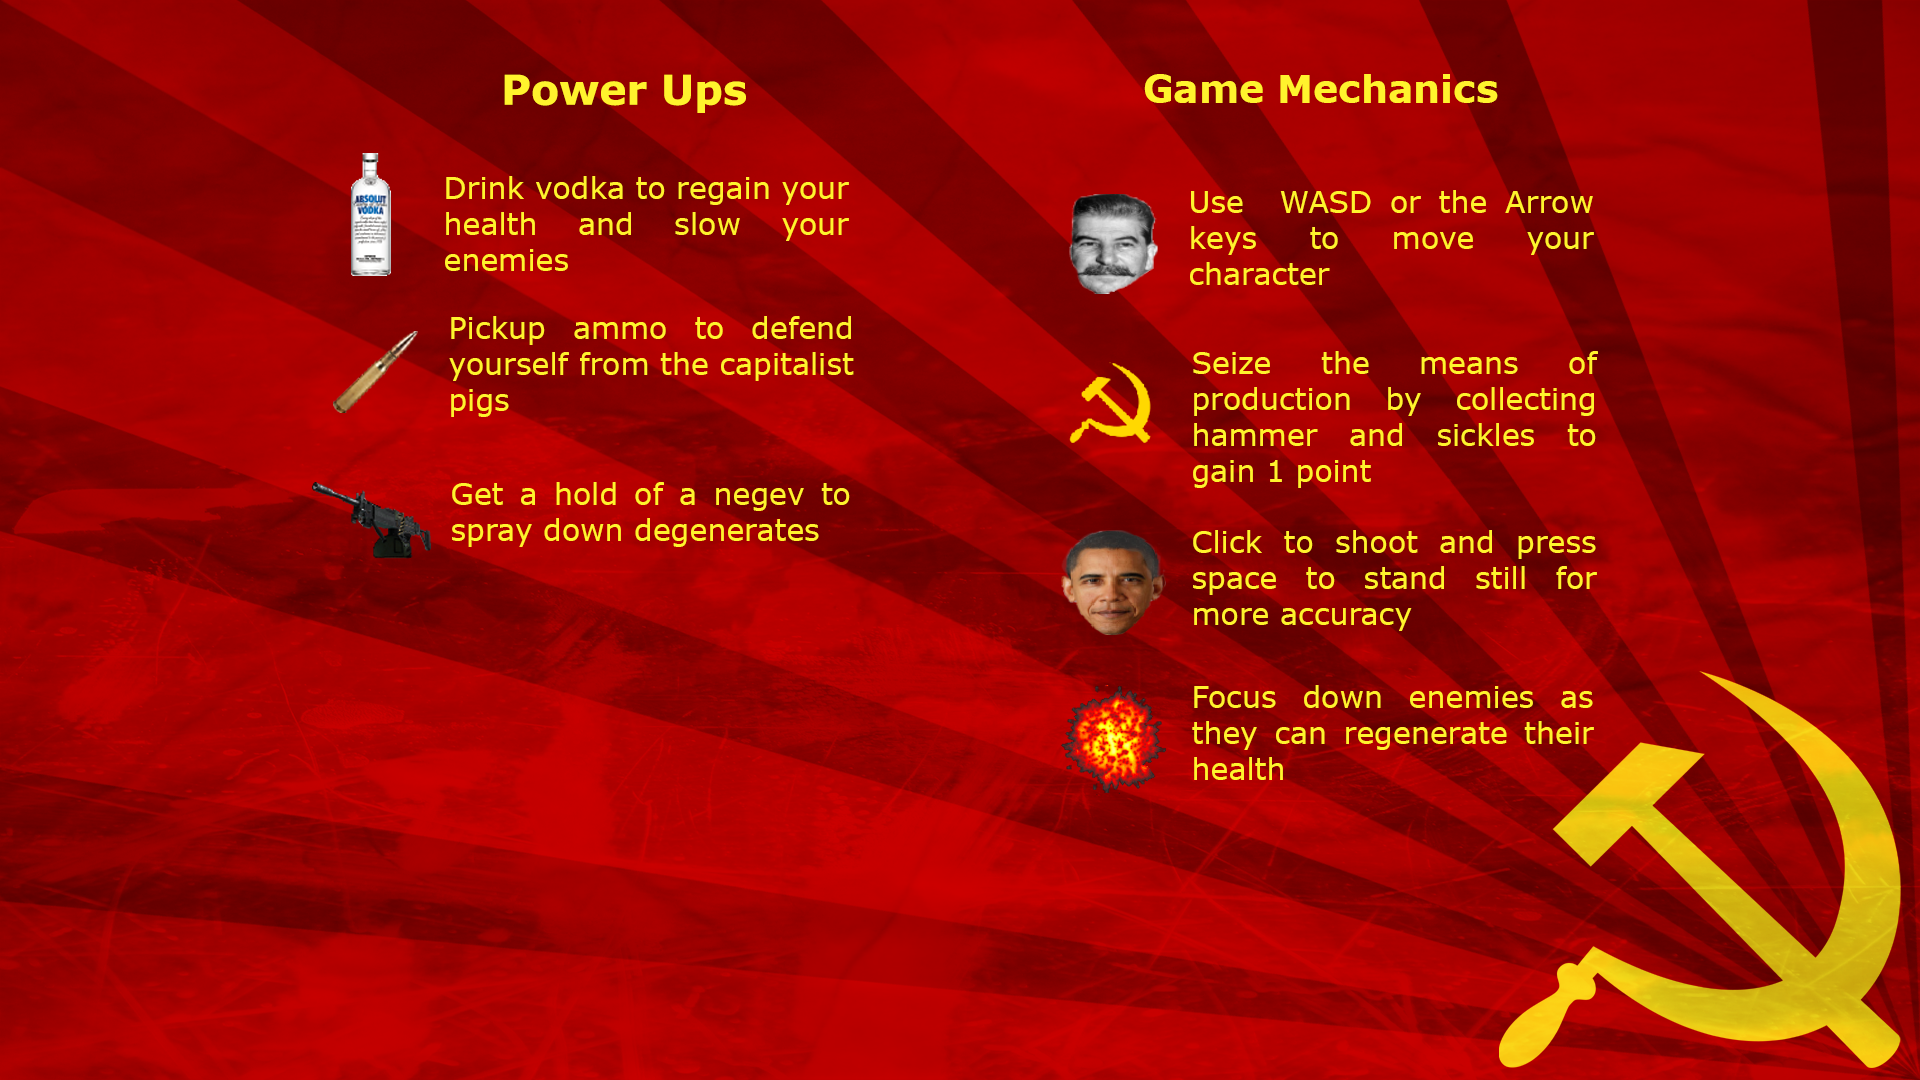 Power Ups
Drink vodka to regain your
health and slow your
enemies
ABSOLUT
VODKA
Pickup ammo to defend
yourself from the capitalist
pigs
Get a hold of a negev to
spray down degenerates
Game Mechanics
Use WASD or the Arrow
keys to move your
character
Seize the means of
production by collecting
hammer and sickles to
gain 1 point
Click to shoot and press
space to stand still for
more accuracy
Focus down enemies as
they can regenerate their
health